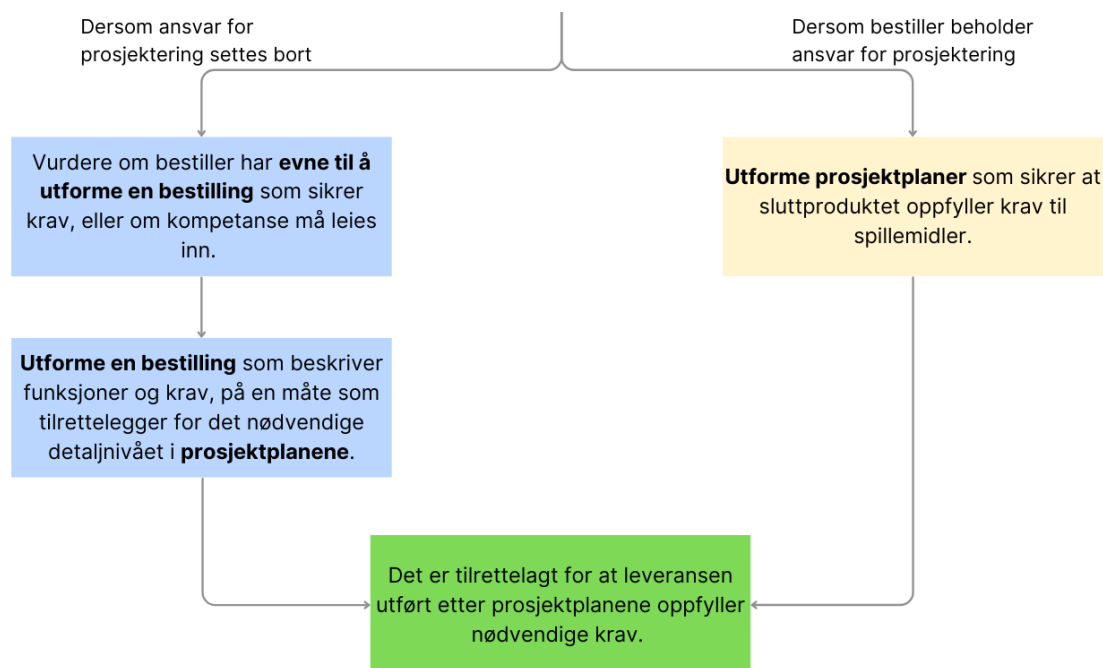 Dersom ansvar for
prosjektering settes bort
Dersom bestiller beholder
ansvar for prosjektering
Vurdere om bestiller har evne til å
utforme en bestilling som sikrer
krav, eller om kompetanse må leies
inn.
Utforme prosjektplaner som sikrer at
sluttproduktet oppfyller krav til
spillemidler.
Utforme en bestilling som beskriver
funksjoner og krav, på en måte som
tilrettelegger for det nødvendige
detaljnivået i prosjektplanene.
Det er tilrettelagt for at leveransen
utført etter prosjektplanene oppfyller
nødvendige krav.